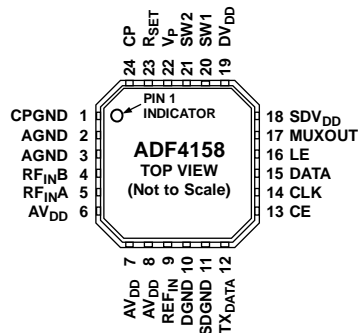 24 CP
23 RSET
22 VP
21 SW2
20 SW1
19 DVDD
PIN 1
INDICATOR
CPGND 1
AGND 2
AGND 3
RFINB 4
RFINA 5
AVDD 6
ADF4158
TOP VIEW
(Not to Scale)
18 SDVDD
17 MUXOUT
16 LE
15 DATA
14 CLK
13 CE
AVDD 7
AVDD 8
REFIN 9
DGND 10
SDGND 11
TXDATA 12